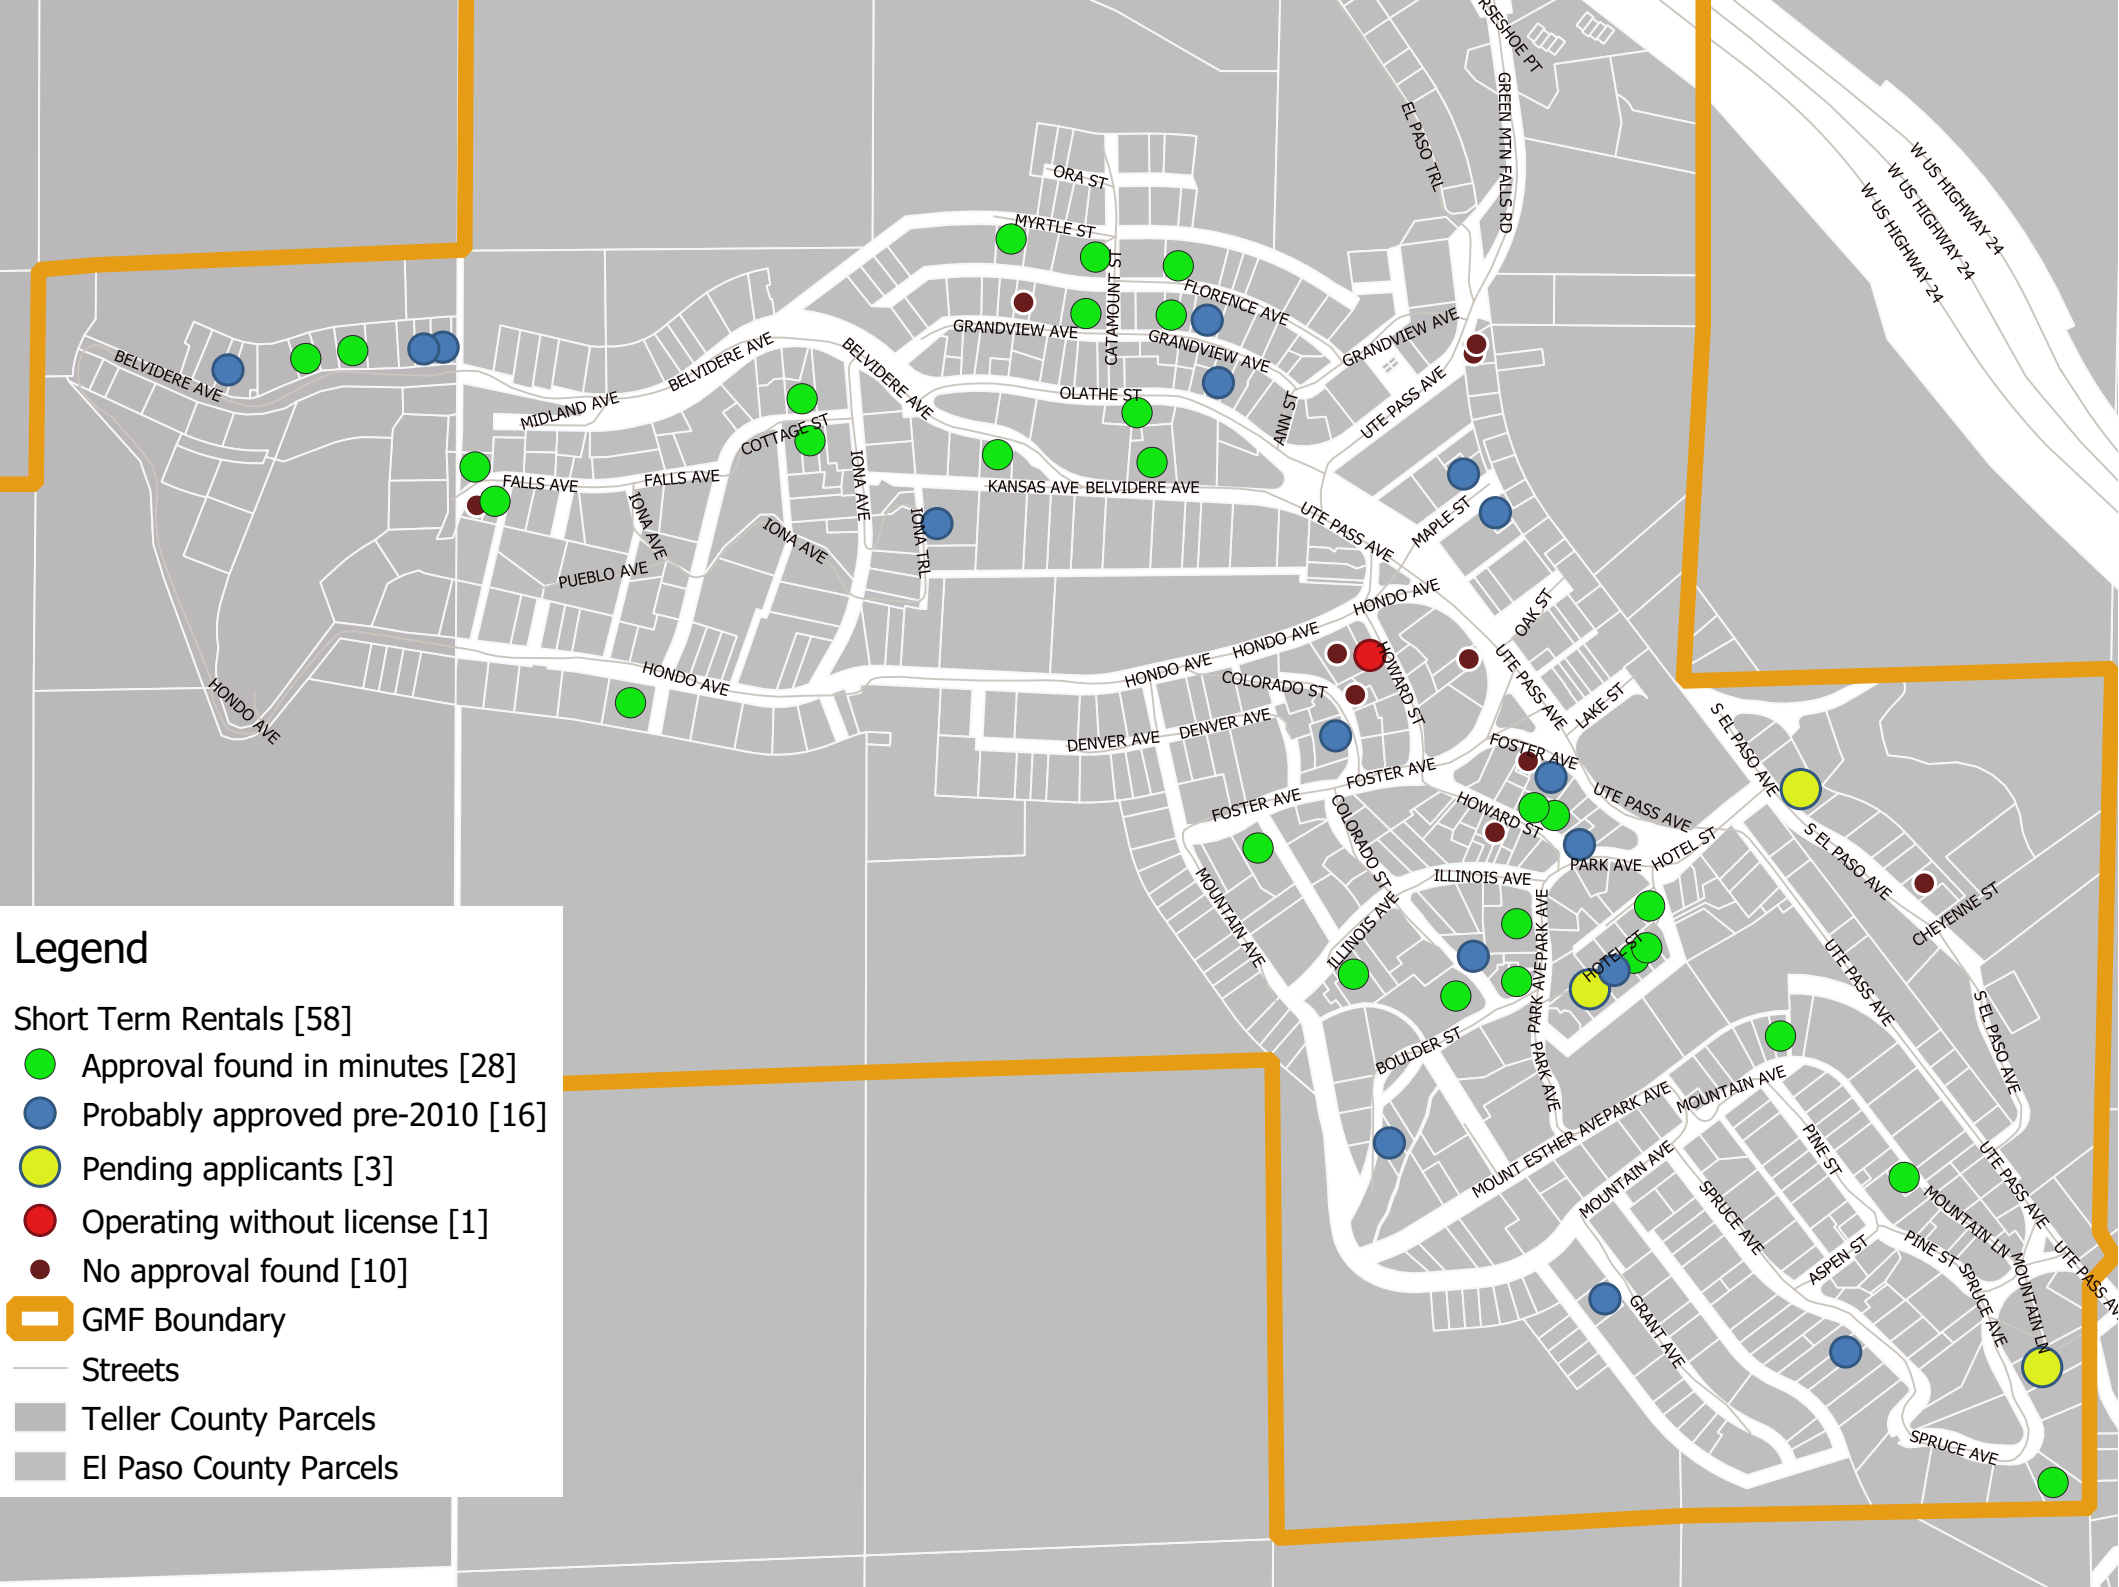 RSESHOE PT
GREEN MTN FALLS RD
EL PASO TRL
W US HIGHWAY 24
W US HIGHWAY 24
W US HIGHWAY 24
ORA ST
MYRTLE ST
CATAMOUNT ST
FLORENCE AVE
GRANDVIEW AVE
GRANDVIEW AVE
GRANDVIEW AVE
BELVIDERE AVE
BELVIDERE AVE
BELVIDERE AVE
MIDLAND AVE
OLATHE ST
ANN ST
UTE PASS AVE
COTTAGE ST
FALLS AVE
FALLS AVE
IONA AVE
IONA AVE
IONA AVE
IONA TRL
KANSAS AVE
BELVIDERE AVE
UTE PASS AVE
MAPLE ST
PUEBLO AVE
HONDO AVE
OAK ST
HONDO AVE
HONDO AVE
HONDO AVE
HONDO AVE
COLORADO ST
HOWARD ST
UTE PASS AVE
LAKE ST
DENVER AVE
DENVER AVE
FOSTER AVE
FOSTER AVE
FOSTER AVE
S EL PASO AVE
UTE PASS AVE
HOWARD ST
COLORADO ST
HOTEL ST
PARK AVE
ILLINOIS AVE
ILLINOIS AVE
MOUNTAIN AVE
S EL PASO AVE
CHEYENNE ST
PARK AVE
PARK AVE
HOTEL ST
UTE PASS AVE
S EL PASO AVE
BOULDER ST
PARK AVE
MOUNT ESTHER AVE
PARK AVE
MOUNTAIN AVE
MOUNTAIN AVE
PINE ST
UTE PASS AVE
SPRUCE AVE
MOUNTAIN LN
ASPEN ST
PINE ST
SPRUCE AVE
MOUNTAIN LN
UTE PASS AV
GRANT AVE
SPRUCE AVE
Legend
Short Term Rentals [58]
Approval found in minutes [28]
Probably approved pre-2010 [16]
Pending applicants [3]
Operating without license [1]
No approval found [10]
GMF Boundary
Streets
Teller County Parcels
El Paso County Parcels